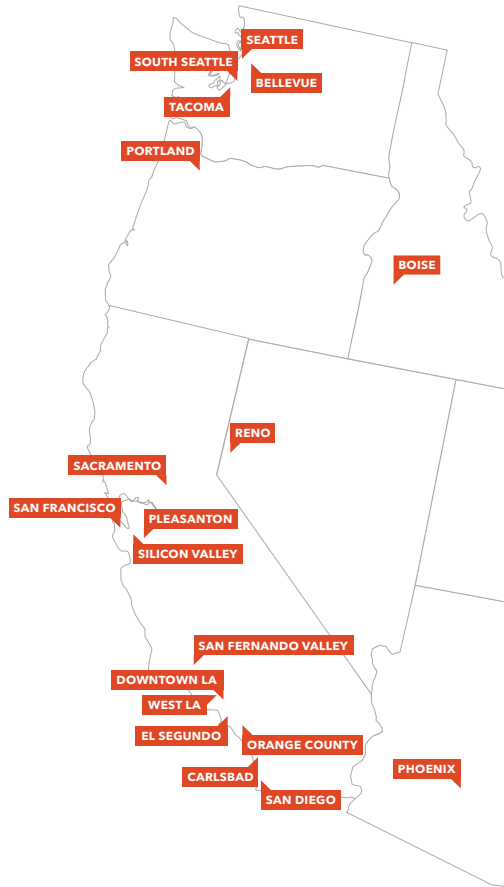 SEATTLE
SOUTH SEATTLE
BELLEVUE
TACOMA
PORTLAND
BOISE
RENO
SACRAMENTO
SAN FRANCISCO
PLEASANTON
SILICON VALLEY
SAN FERNANDO VALLEY
DOWNTOWN LA
WEST LA
EL SEGUNDO
ORANGE COUNTY
PHOENIX
CARLSBAD
SAN DIEGO